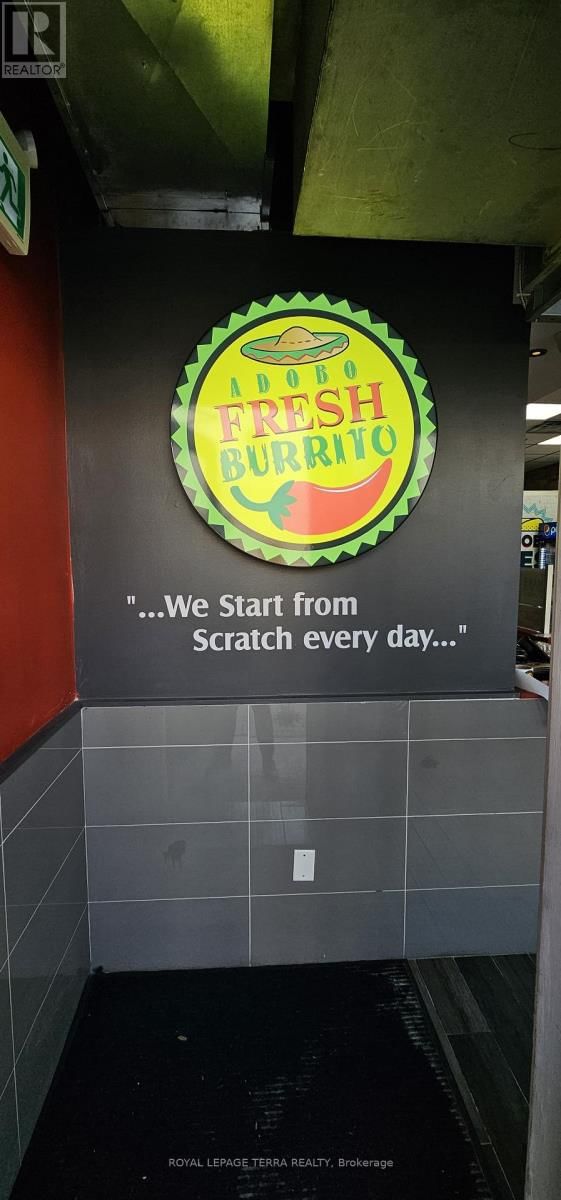 R
REALTOR®
ADOBO
FRESH
BURRITO
"...We Start from
Scratch every day..."
ROYAL LEPAGE TERRA REALTY, Brokerage